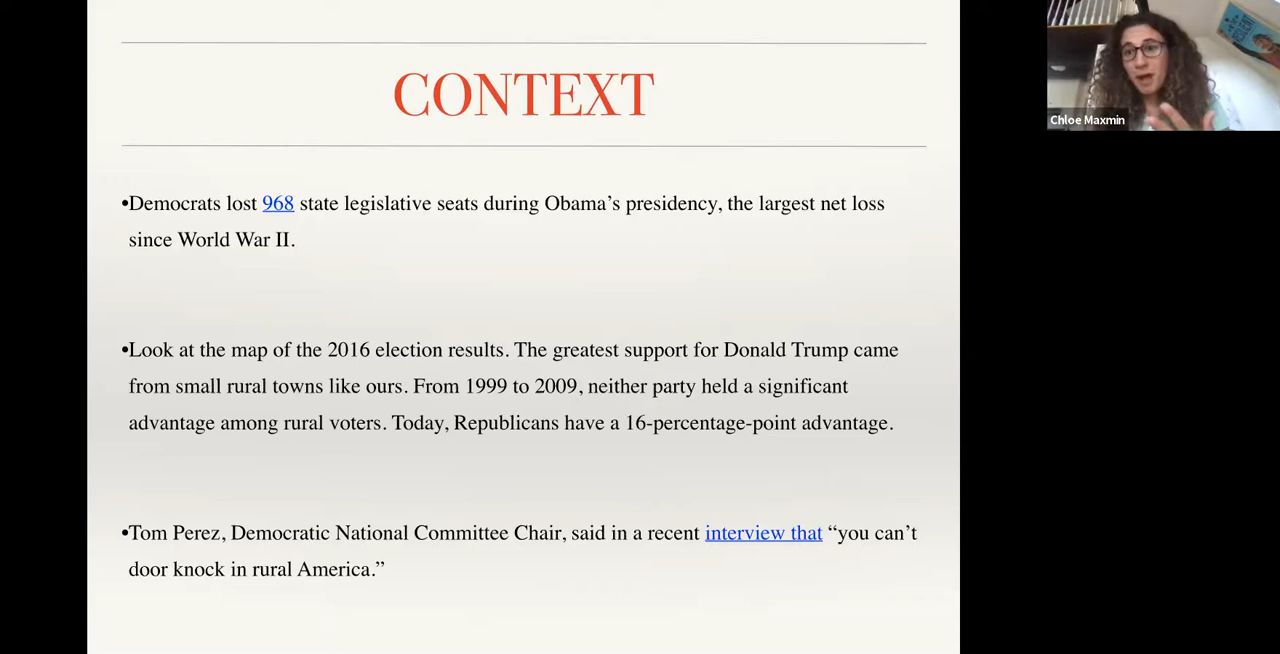 CONTEXT
•Democrats lost 968 state legislative seats during Obama’s presidency, the largest net loss
since World War II.
•Look at the map of the 2016 election results. The greatest support for Donald Trump came
from small rural towns like ours. From 1999 to 2009, neither party held a significant
advantage among rural voters. Today, Republicans have a 16-percentage-point advantage.
•Tom Perez, Democratic National Committee Chair, said in a recent interview that “you can’t
door knock in rural America.”
Chloe Maxmin